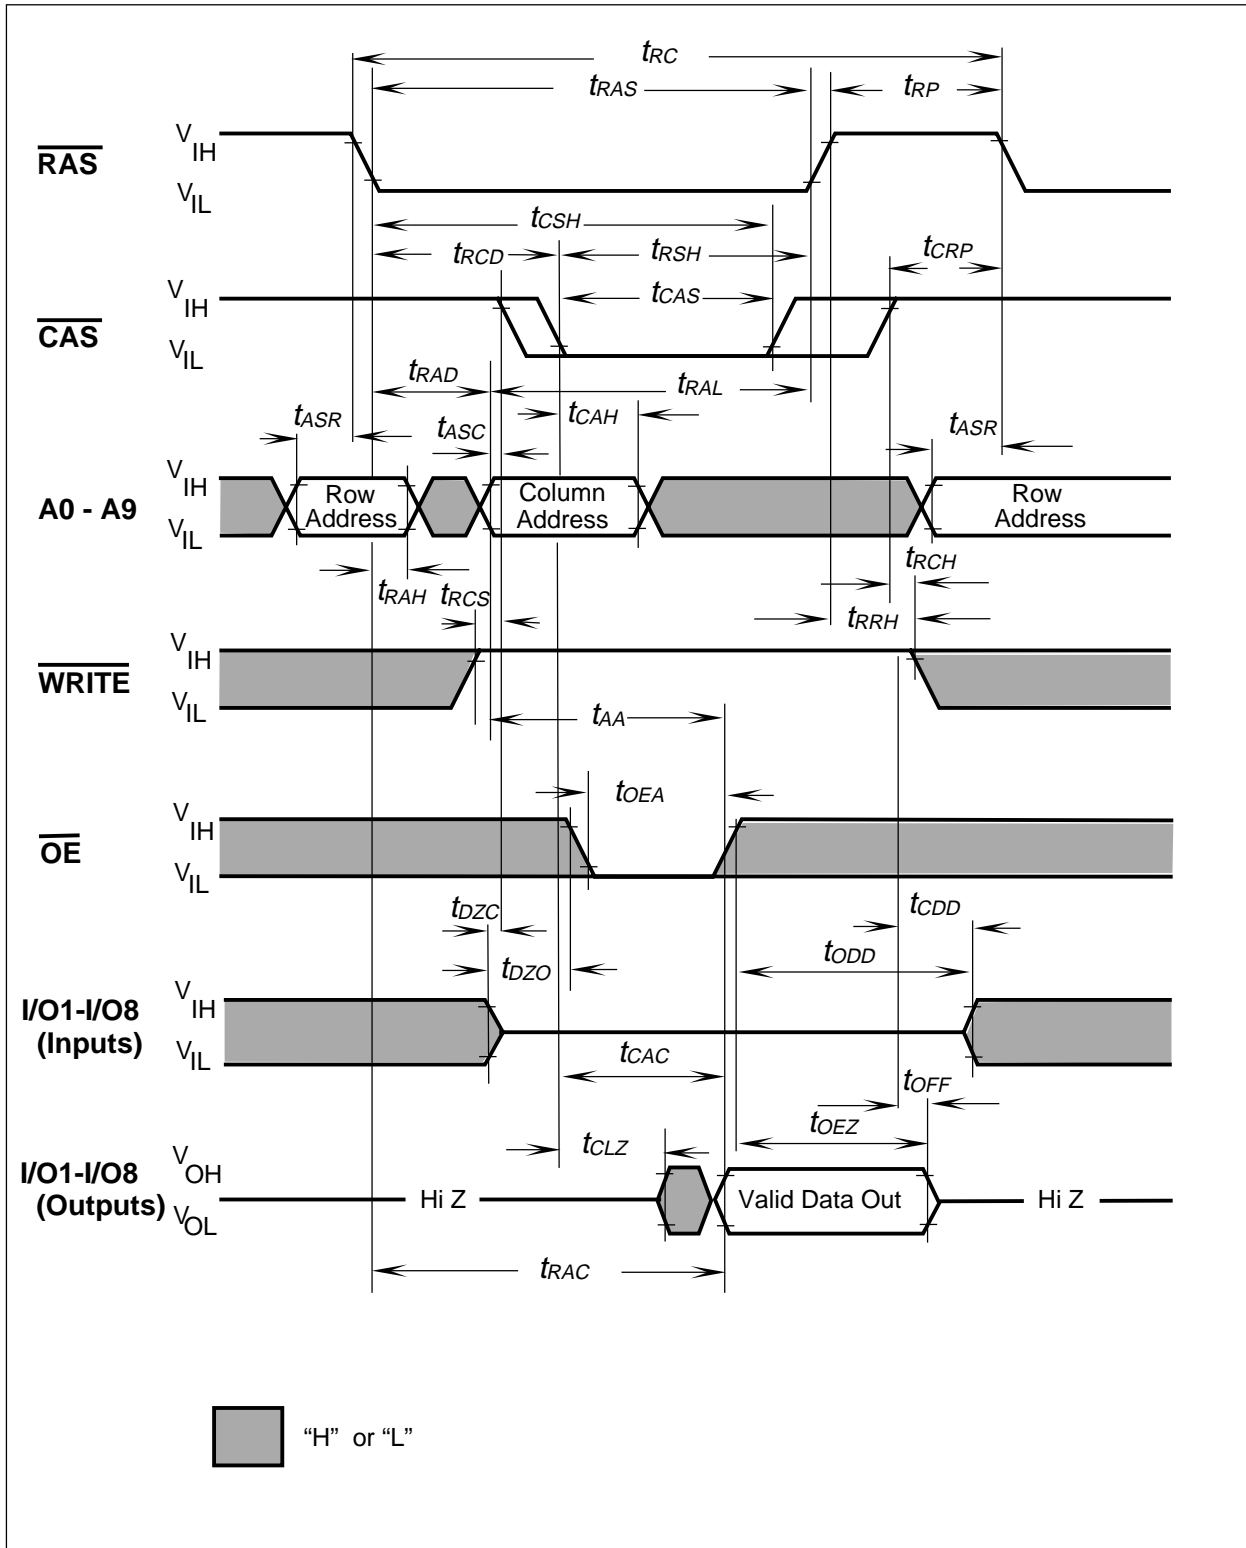 tRC
tRAS
tRP
RAS
VIH
VIL
tCSH
tRCD
tRSH
tCRP
CAS
VIH
VIL
tCAS
tRAD
tRAL
tASR
tASC
tCAH
tASR
A0 - A9
VIH
VIL
Row
Address
Column
Address
Row
Address
tRAH
tRCS
tRCH
tRRH
WRITE
VIH
VIL
tAA
tOEA
OE
VIH
VIL
tDZC
tCDD
tDZO
tODD
I/O1-I/O8
(Inputs)
VIH
VIL
tCAC
tOFF
tCLZ
tOEZ
I/O1-I/O8
(Outputs)
VOH
VOL
Hi Z
Valid Data Out
Hi Z
tRAC
“H” or “L”